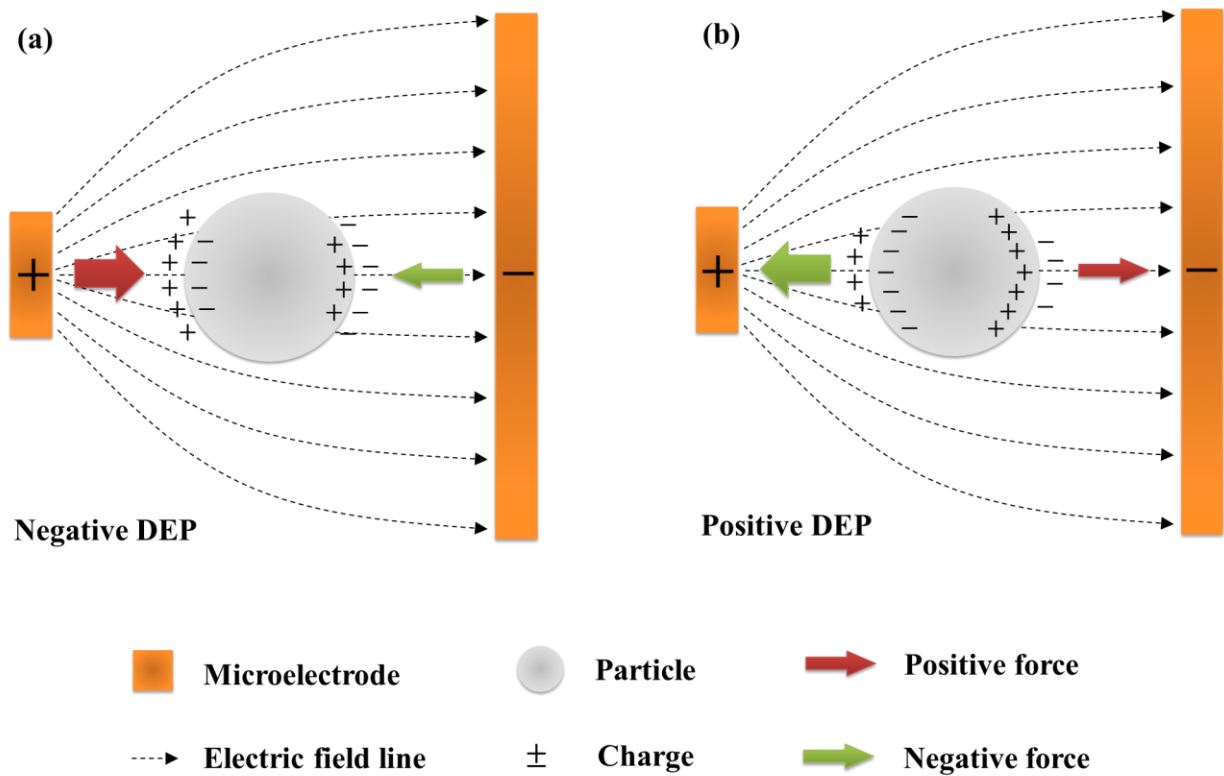 (a)
(b)
+
−
+
−
Negative DEP
Positive DEP
Microelectrode
Particle
Positive force
Electric field line
± Charge
Negative force